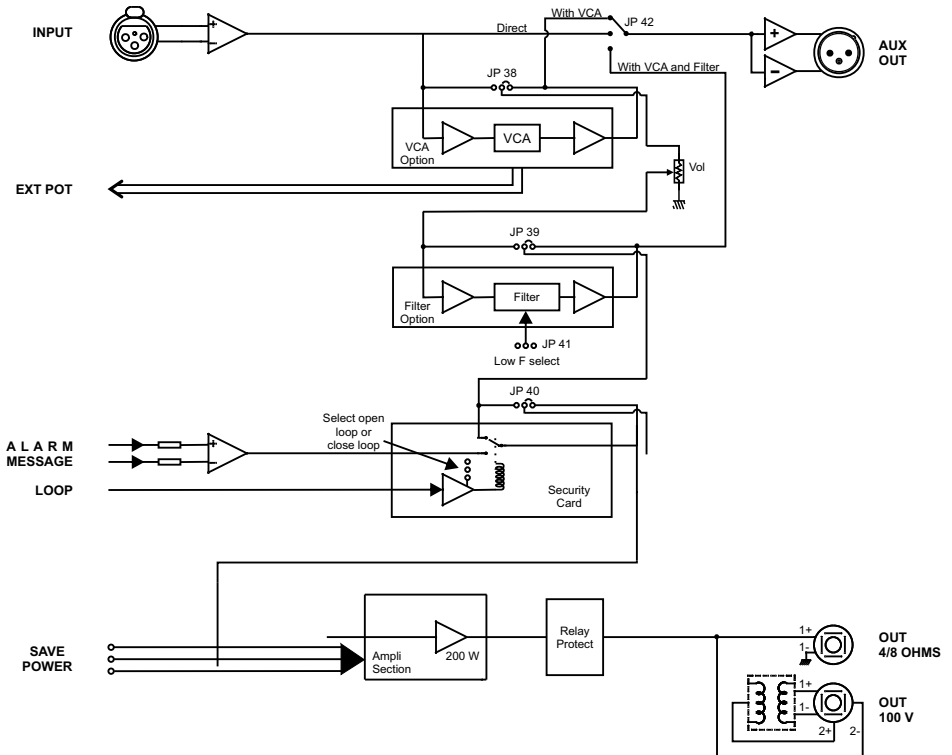 INPUT
With VCA
JP 42
Direct
AUX
OUT
With VCA and Filter
JP 38
VCA
VCA
Option
Vol
EXT POT
JP 39
Filter
Filter
Option
JP 41
Low F select
JP 40
Select open
loop or
close loop
ALARM
MESSAGE
LOOP
Security
Card
SAVE
POWER
Ampli
Section
200 W
Relay
Protect
1+
1-
OUT
4/8 OHMS
1+
1-
2+
2-
OUT
100 V